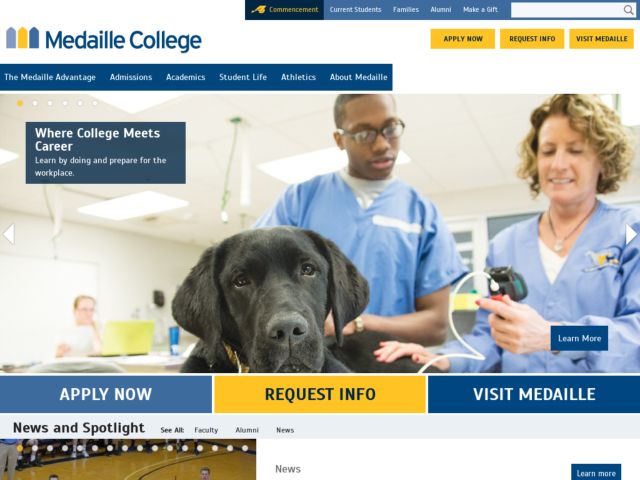 Commencement
Current Students
Families
Alumni
Make a Gift
Medaille College
APPLY NOW
REQUEST INFO
VISIT MEDAILLE
The Medaille Advantage
Admissions
Academics
Student Life
Athletics
About Medaille
Where College Meets
Career
Learn by doing and prepare for the
workplace.
Learn More
APPLY NOW
REQUEST INFO
VISIT MEDAILLE
News and Spotlight
See All:
Faculty
Alumni
News
News
Learn more